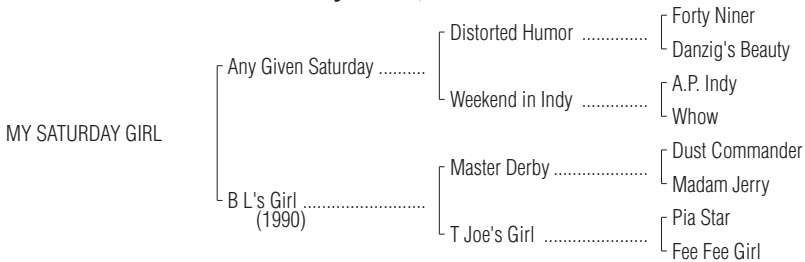 Forty Niner
Distorted Humor ..............
Danzig's Beauty
Any Given Saturday ..........
A.P. Indy
Weekend in Indy ..............
Whow
MY SATURDAY GIRL
Dust Commander
Master Derby ....................
Madam Jerry
B L's Girl ..........................
(1990)
Pia Star
T Joe's Girl ......................
Fee Fee Girl